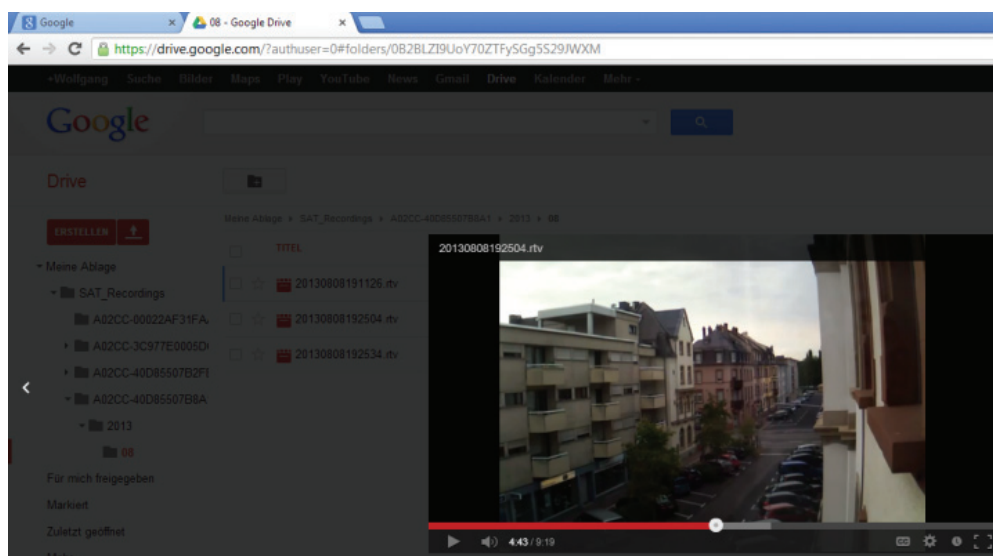 Google
08 - Google Drive
https://drive.google.com/?authuser=0#folders/0B2BLZI9UoY70ZTFySGg5S29JWXM
+Wolfgang Suche Bilder Maps Play YouTube News Gmail Drive Kalender Mehr
Google
Drive
ERSTELLEN
Meine Ablage > SAT_Recordings > A02CC-40D85507B8A1 > 2013 > 08
TITEL
20130808192504.rtv
Meine Ablage
20130808191126.rtv
SAT_Recordings
A02CC-00022AF31FA
20130808192504.rtv
A02CC-3C977E0005D
20130808192534.rtv
A02CC-40D85507B2FE
A02CC-40D85507B8A
2013
08
Für mich freigegeben
Markiert
Zuletzt geöffnet
4:43 / 9:19